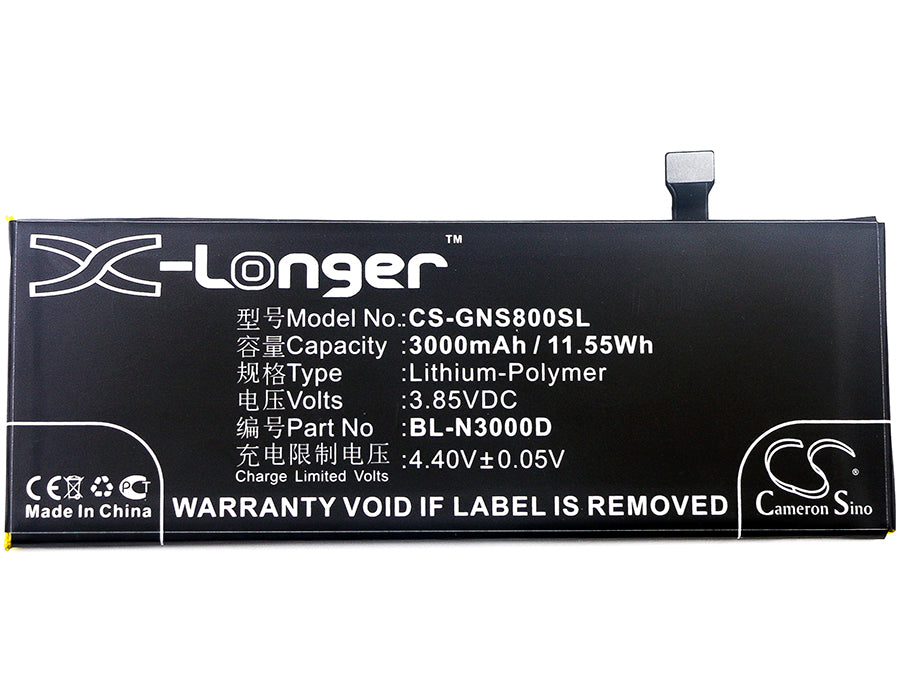 X-Longer™
型号Model No.:CS-GNS800SL
容量Capacity :3000mAh / 11.55Wh
规格Type :Lithium-Polymer
电压Volts :3.85VDC
编号Part No :BL-N3000D
充电限制电压 :4.40V±0.05V
Charge Limited Volts
CE PCT
Made In China
WARRANTY VOID IF LABEL IS REMOVED
CS ®
Cameron Sino